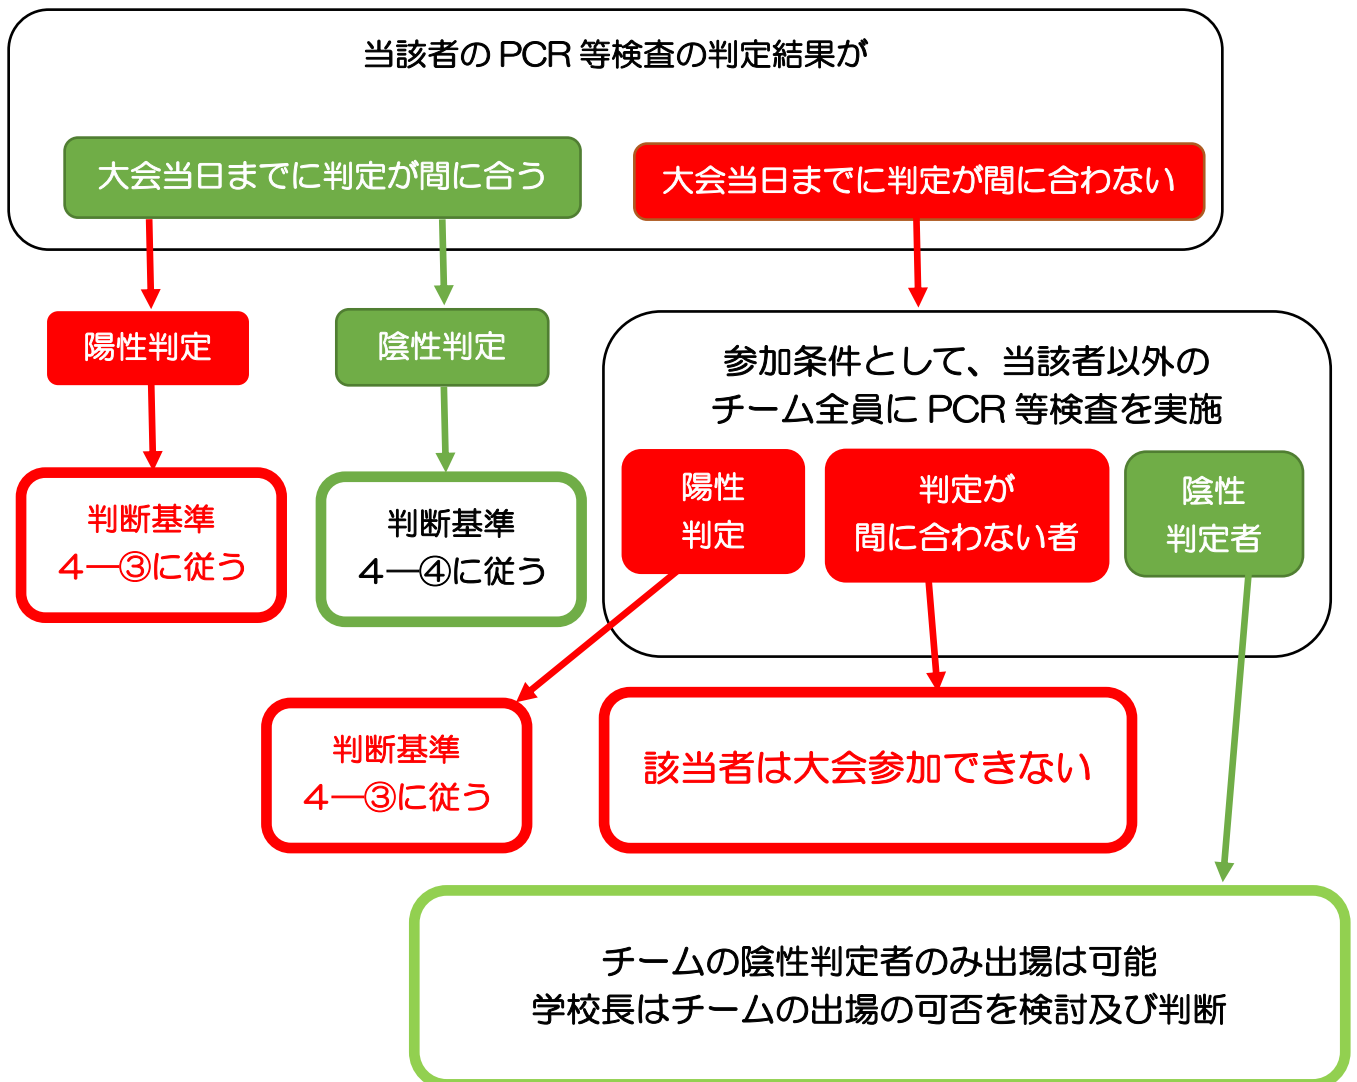 当該者の PCR 等検査の判定結果が
大会当日までに判定が間に合う
大会当日までに判定が間に合わない
陽性判定
陰性判定
参加条件として、当該者以外の
チーム全員に PCR 等検査を実施
陽性
判定
判定が
間に合わない者
陰性
判定者
判断基準
4―③に従う
判断基準
4―④に従う
判断基準
4―③に従う
該当者は大会参加できない
チームの陰性判定者のみ出場は可能
学校長はチームの出場の可否を検討及び判断